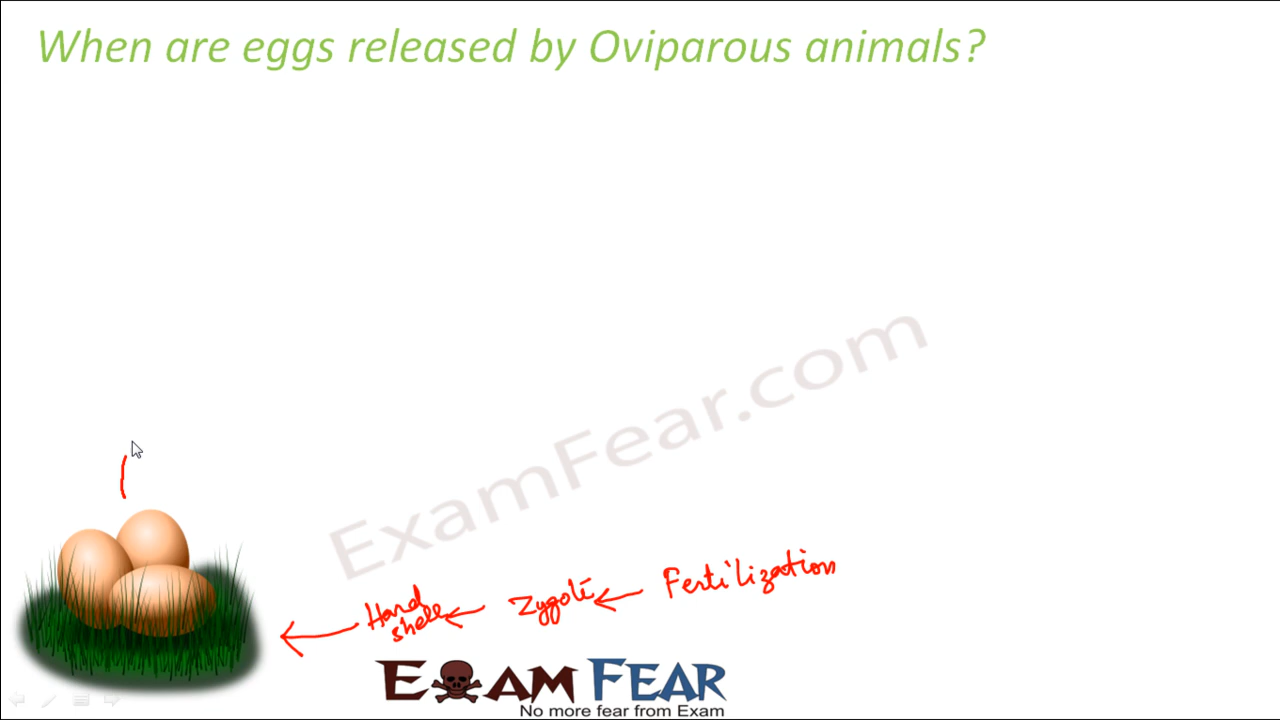 When are eggs released by Oviparous animals?
ExamFear.com
Fertilization
Zygote
Hard
shell
EXAM FEAR
No more fear from Exam